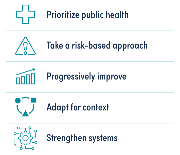 Prioritize public health
Take a risk-based approach
Progressively improve
Adapt for context
Strengthen systems